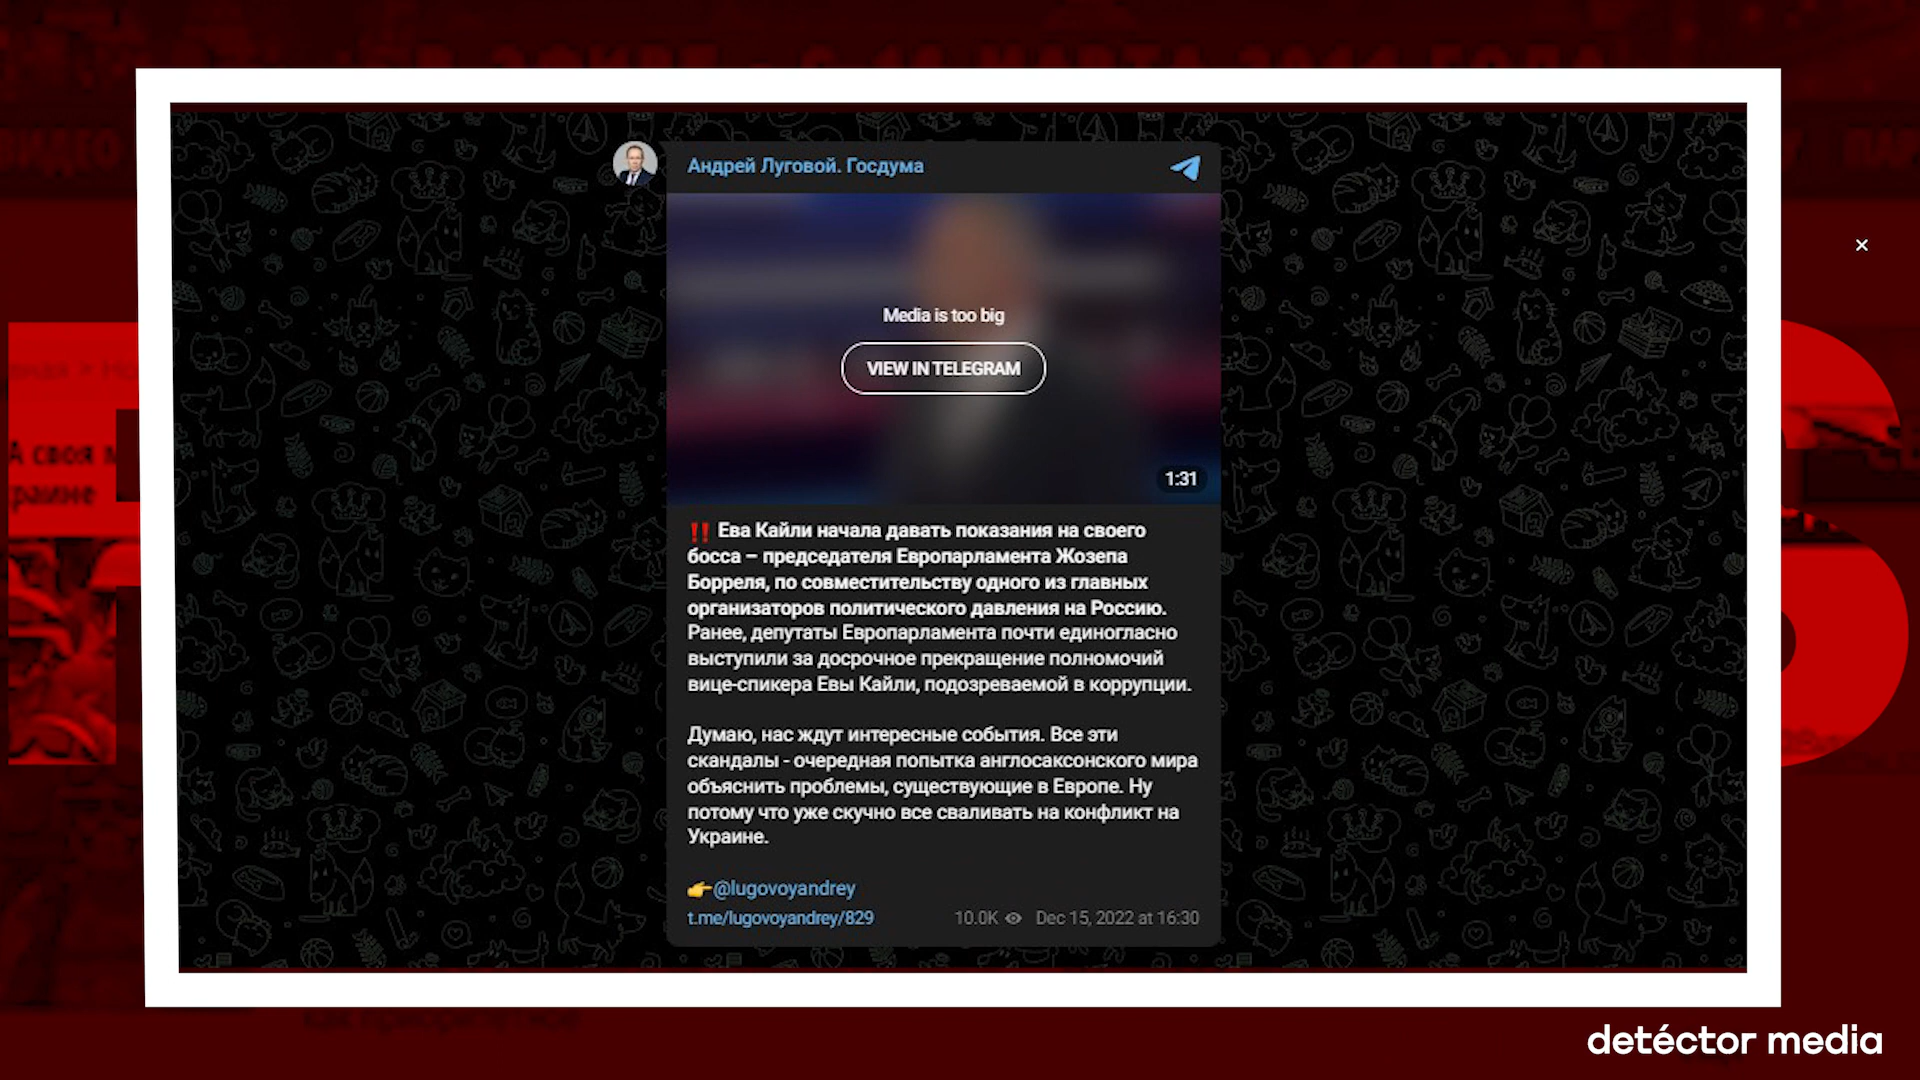 Андрей Луговой. Госдума
Media is too big
VIEW IN TELEGRAM
1:31
‼ Ева Кайли начала давать показания на своего
босса – председателя Европарламента Жозепа
Борреля, по совместительству одного из главных
организаторов политического давления на Россию.
Ранее, депутаты Европарламента почти единогласно
выступили за досрочное прекращение полномочий
вице-спикера Евы Кайли, подозреваемой в коррупции.
Думаю, нас ждут интересные события. Все эти
скандалы - очередная попытка англосаксонского мира
объяснить проблемы, существующие в Европе. Ну
потому что уже скучно все сваливать на конфликт на
Украине.
👉@lugovoyandrey
t.me/lugovoyandrey/829 10.0K Dec 15, 2022 at 16:30
ВИДЕО
А своя
detéctor media